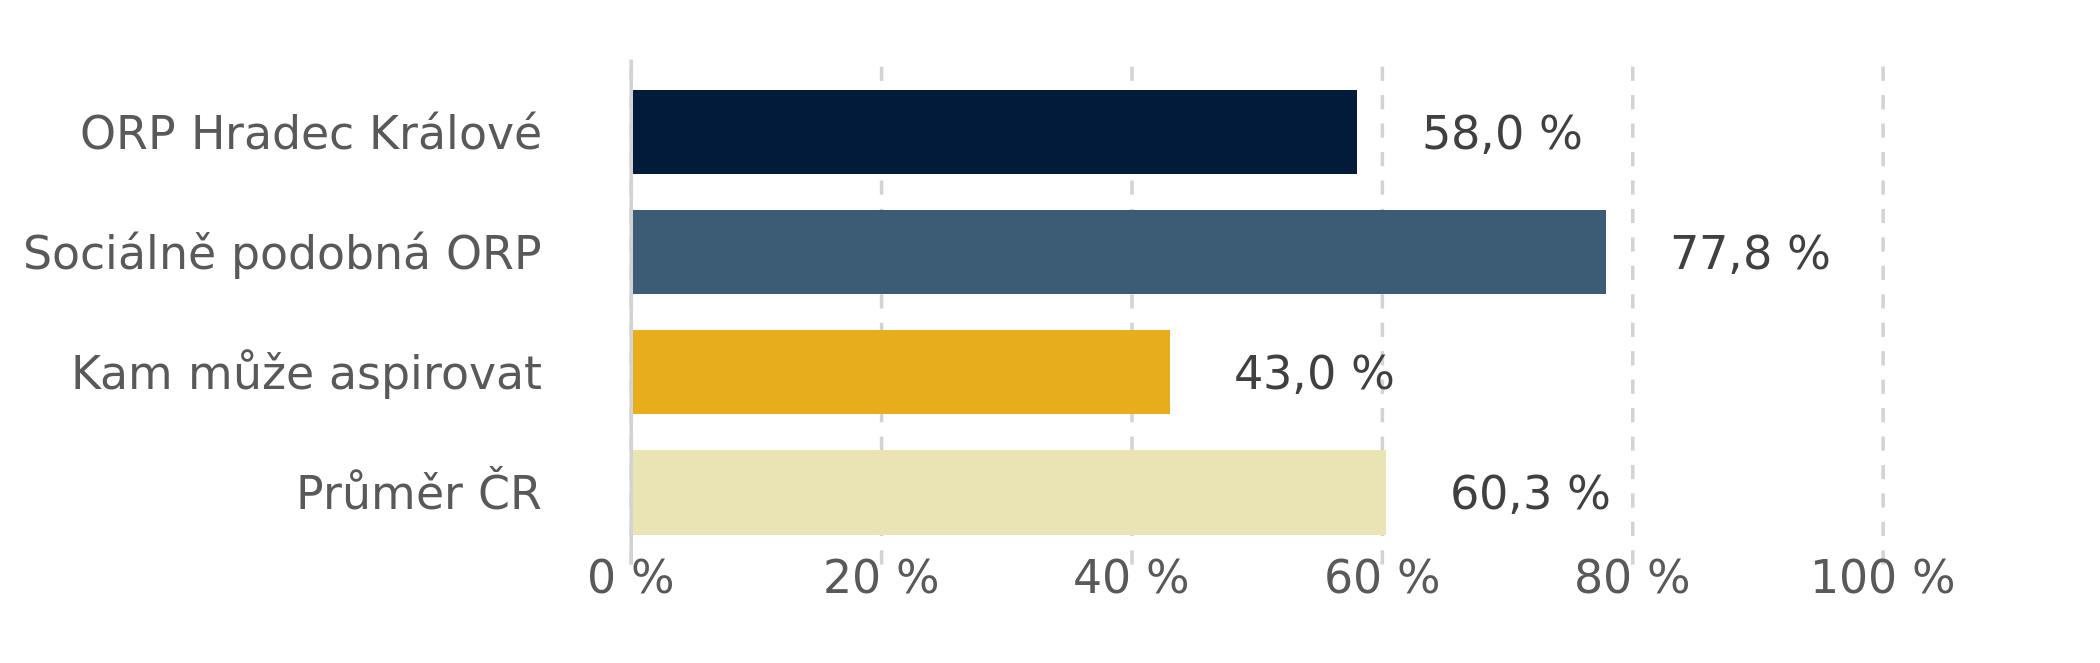 ORP Hradec Králové 58,0 %
Sociálně podobná ORP 77,8 %
Kam může aspirovat 43,0 %
Průměr ČR 60,3 %
0 % 20 % 40 % 60 % 80 % 100 %